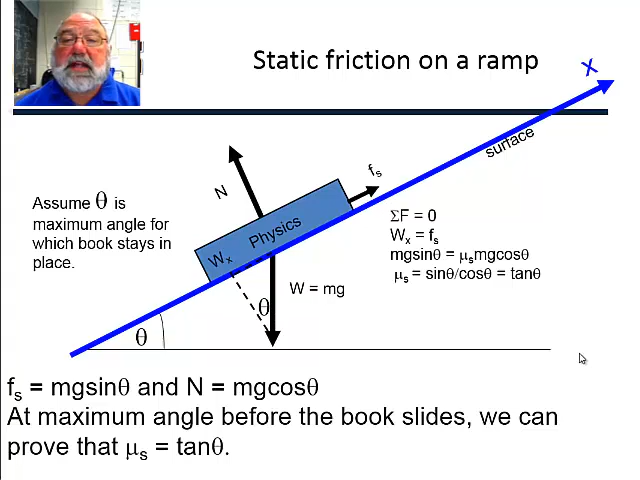 Static friction on a ramp
X
surface
fs
N
Assume θ is
maximum angle for
which book stays in
place.
Physics
Wx
ΣF = 0
Wx = fs
mgsinθ = μsmgcosθ
μs = sinθ/cosθ = tanθ
W = mg
θ
θ
fs = mgsinθ and N = mgcosθ
At maximum angle before the book slides, we can
prove that μs = tanθ.